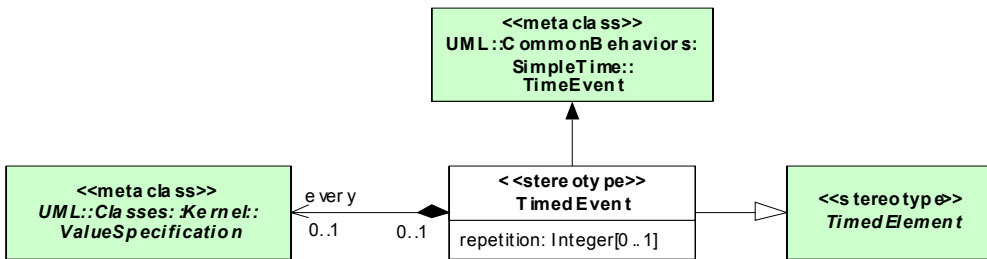 <<metaclass>>
UML::CommonBehaviors:
SimpleTime::
TimeEvent
<<metaclass>>
UML::Classes::Kernel::
ValueSpecification
every
0..1
0..1
<<stereotype>>
TimedEvent
repetition: Integer[0..1]
<<stereotype>>
TimedElement